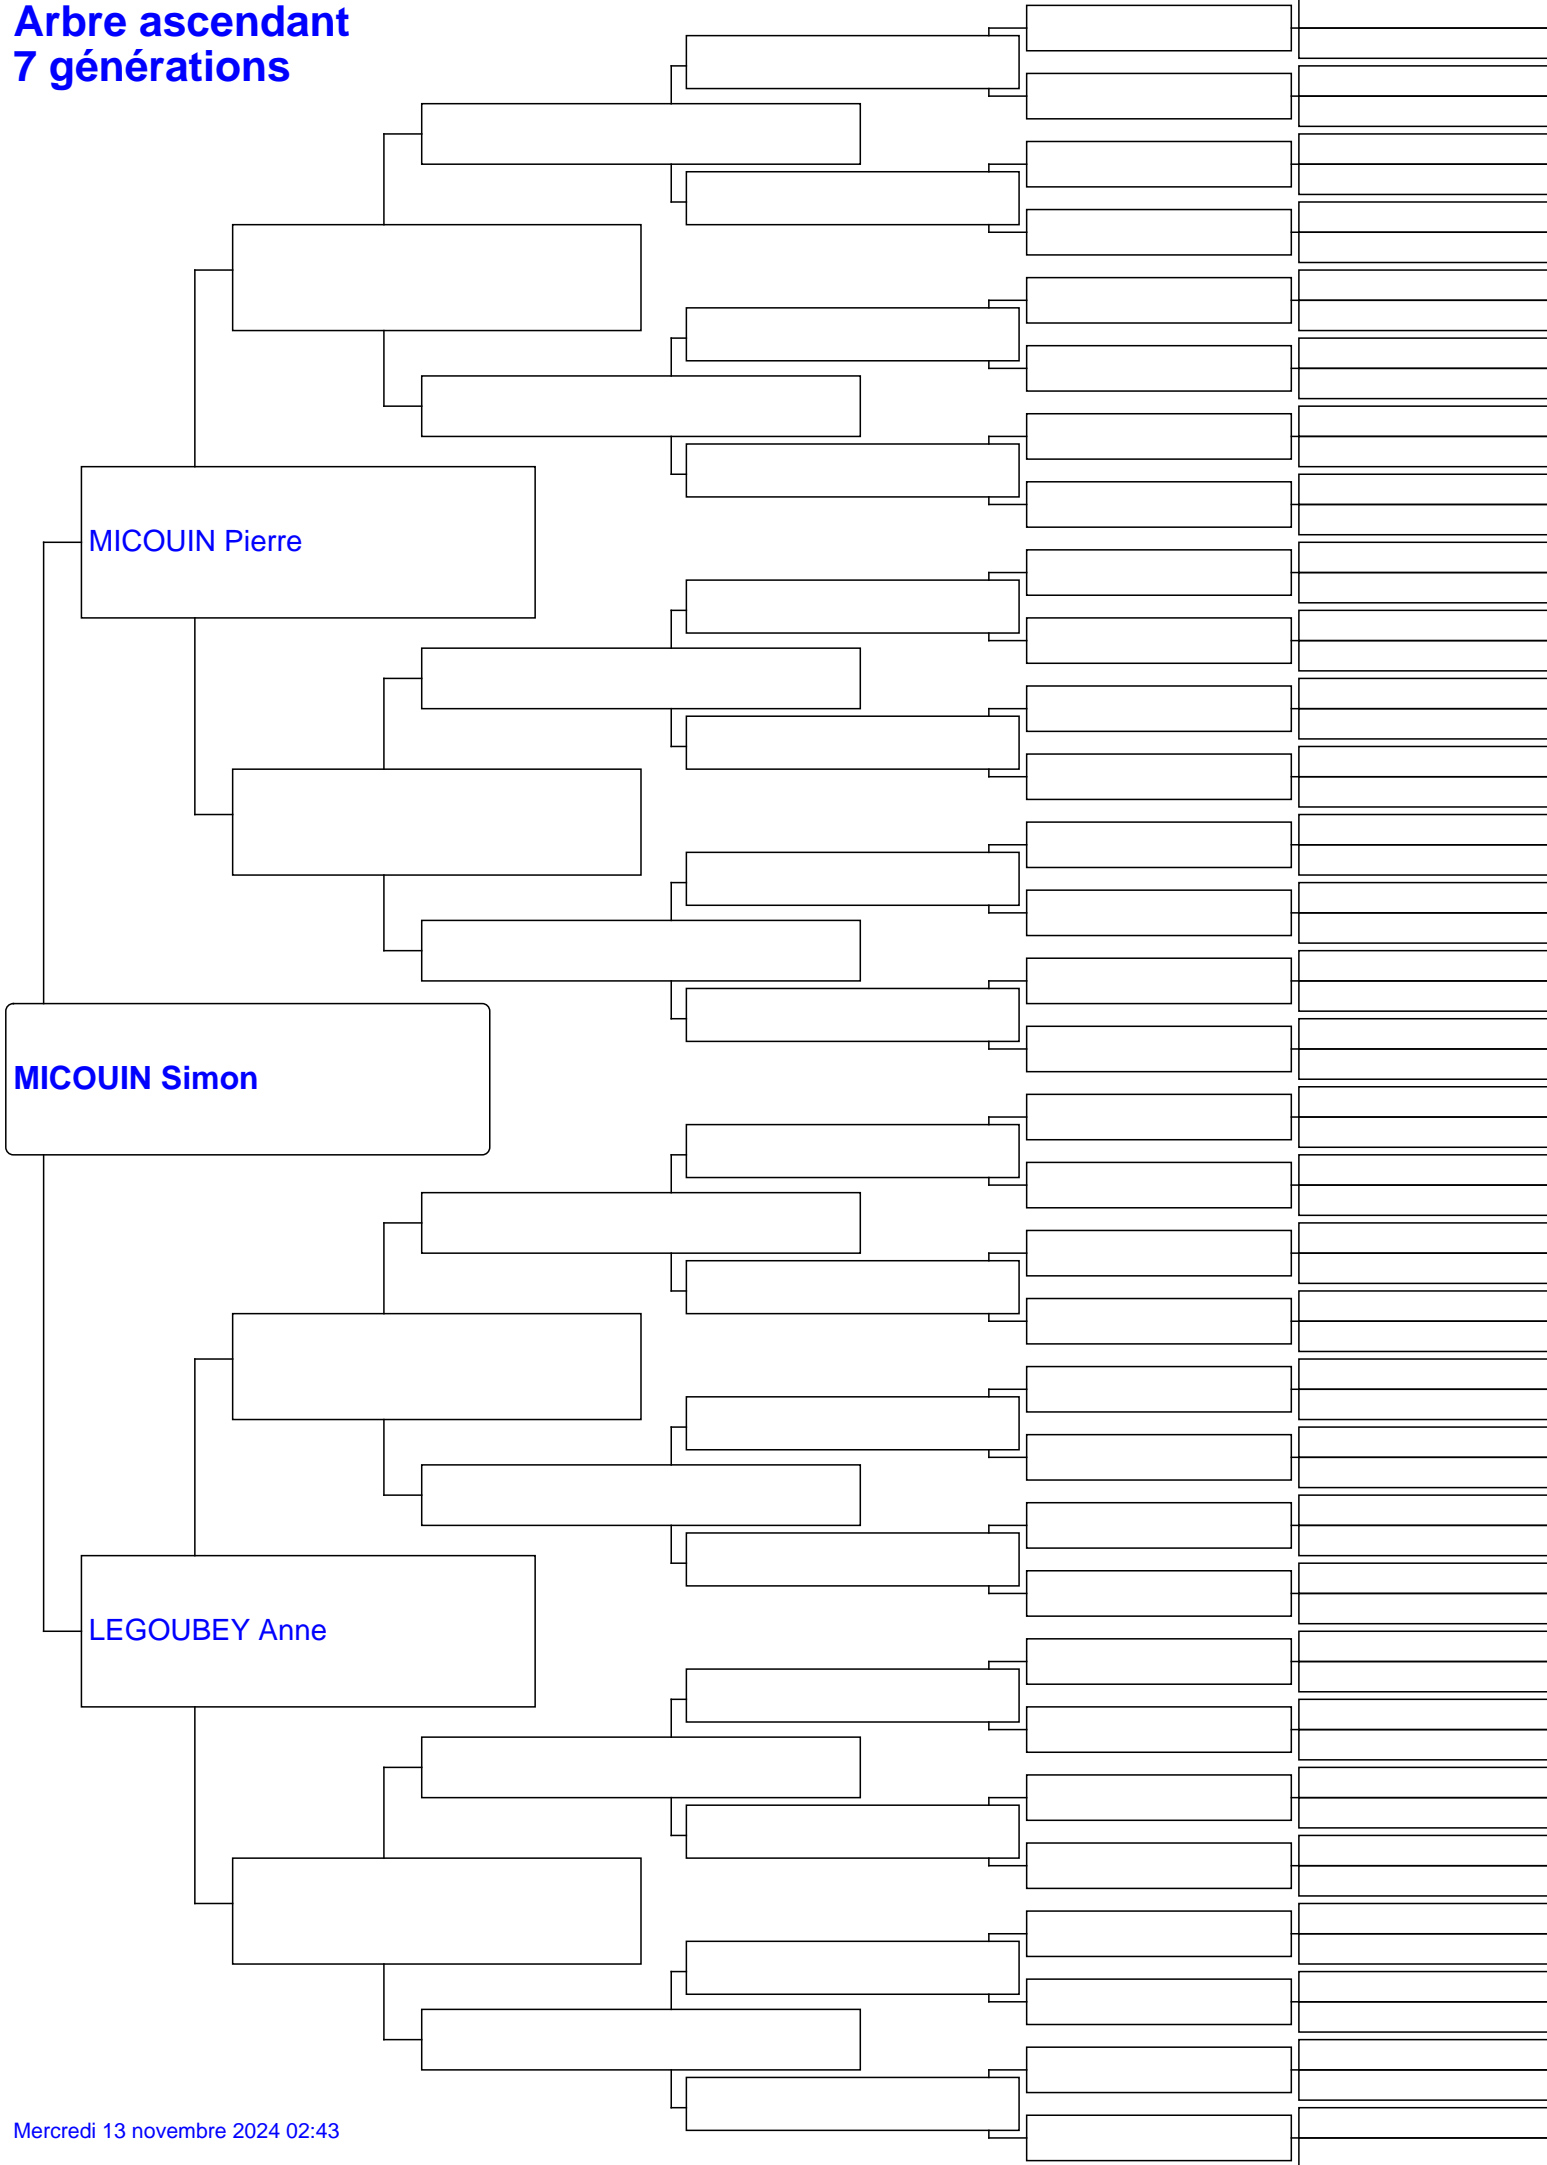 Arbre ascendant
7 générations
MICOUIN Pierre
MICOUIN Simon
LEGOUBEY Anne
Mercredi 13 novembre 2024 02:43